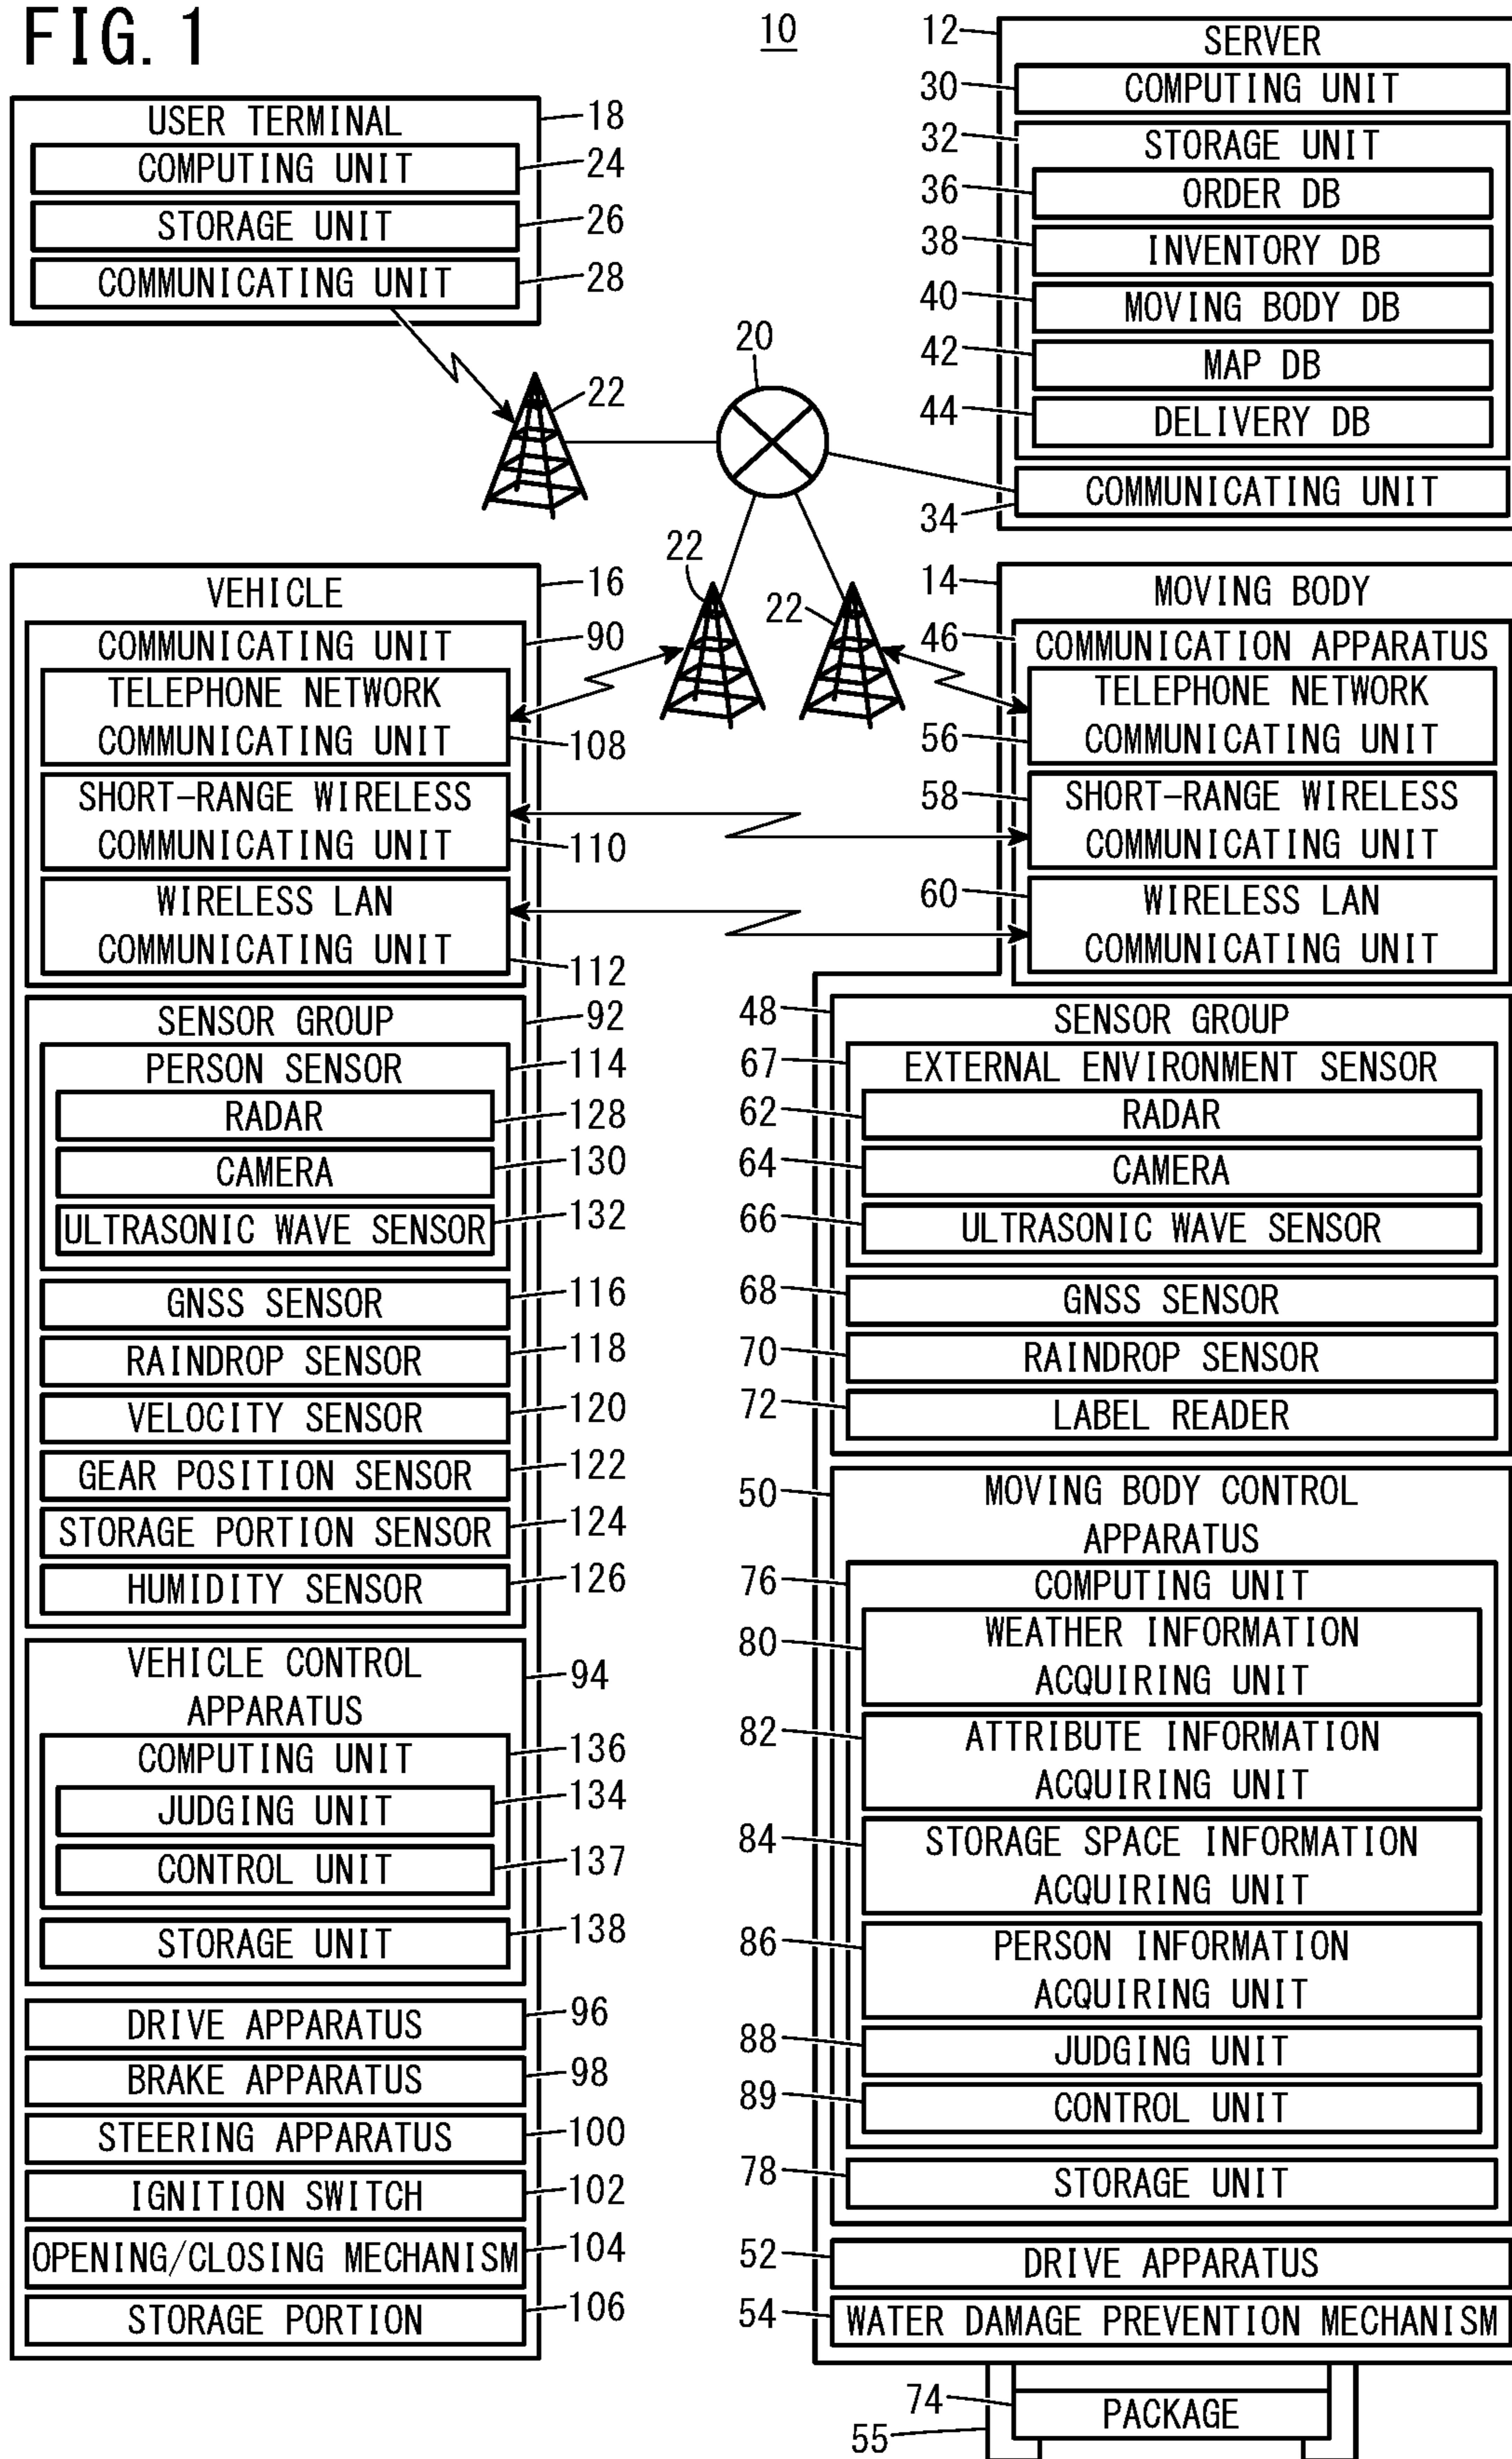 FIG. 1
10
USER TERMINAL 18
COMPUTING UNIT 24
STORAGE UNIT 26
COMMUNICATING UNIT 28
12 SERVER
30 COMPUTING UNIT
32 STORAGE UNIT
36 ORDER DB
38 INVENTORY DB
40 MOVING BODY DB
42 MAP DB
44 DELIVERY DB
34 COMMUNICATING UNIT
20
22
22
22
VEHICLE 16
COMMUNICATING UNIT 90
TELEPHONE NETWORK
COMMUNICATING UNIT 108
SHORT-RANGE WIRELESS
COMMUNICATING UNIT 110
WIRELESS LAN
COMMUNICATING UNIT 112
SENSOR GROUP 92
PERSON SENSOR 114
RADAR 128
CAMERA 130
ULTRASONIC WAVE SENSOR 132
GNSS SENSOR 116
RAINDROP SENSOR 118
VELOCITY SENSOR 120
GEAR POSITION SENSOR 122
STORAGE PORTION SENSOR 124
HUMIDITY SENSOR 126
VEHICLE CONTROL 94
APPARATUS
COMPUTING UNIT 136
JUDGING UNIT 134
CONTROL UNIT 137
STORAGE UNIT 138
DRIVE APPARATUS 96
BRAKE APPARATUS 98
STEERING APPARATUS 100
IGNITION SWITCH 102
OPENING/CLOSING MECHANISM 104
STORAGE PORTION 106
14 MOVING BODY
46 COMMUNICATION APPARATUS
TELEPHONE NETWORK
56 COMMUNICATING UNIT
58 SHORT-RANGE WIRELESS
COMMUNICATING UNIT
60 WIRELESS LAN
COMMUNICATING UNIT
48 SENSOR GROUP
67 EXTERNAL ENVIRONMENT SENSOR
62 RADAR
64 CAMERA
66 ULTRASONIC WAVE SENSOR
68 GNSS SENSOR
70 RAINDROP SENSOR
72 LABEL READER
50 MOVING BODY CONTROL
APPARATUS
76 COMPUTING UNIT
80 WEATHER INFORMATION
ACQUIRING UNIT
82 ATTRIBUTE INFORMATION
ACQUIRING UNIT
84 STORAGE SPACE INFORMATION
ACQUIRING UNIT
86 PERSON INFORMATION
ACQUIRING UNIT
88 JUDGING UNIT
89 CONTROL UNIT
78 STORAGE UNIT
52 DRIVE APPARATUS
54 WATER DAMAGE PREVENTION MECHANISM
74 PACKAGE
55